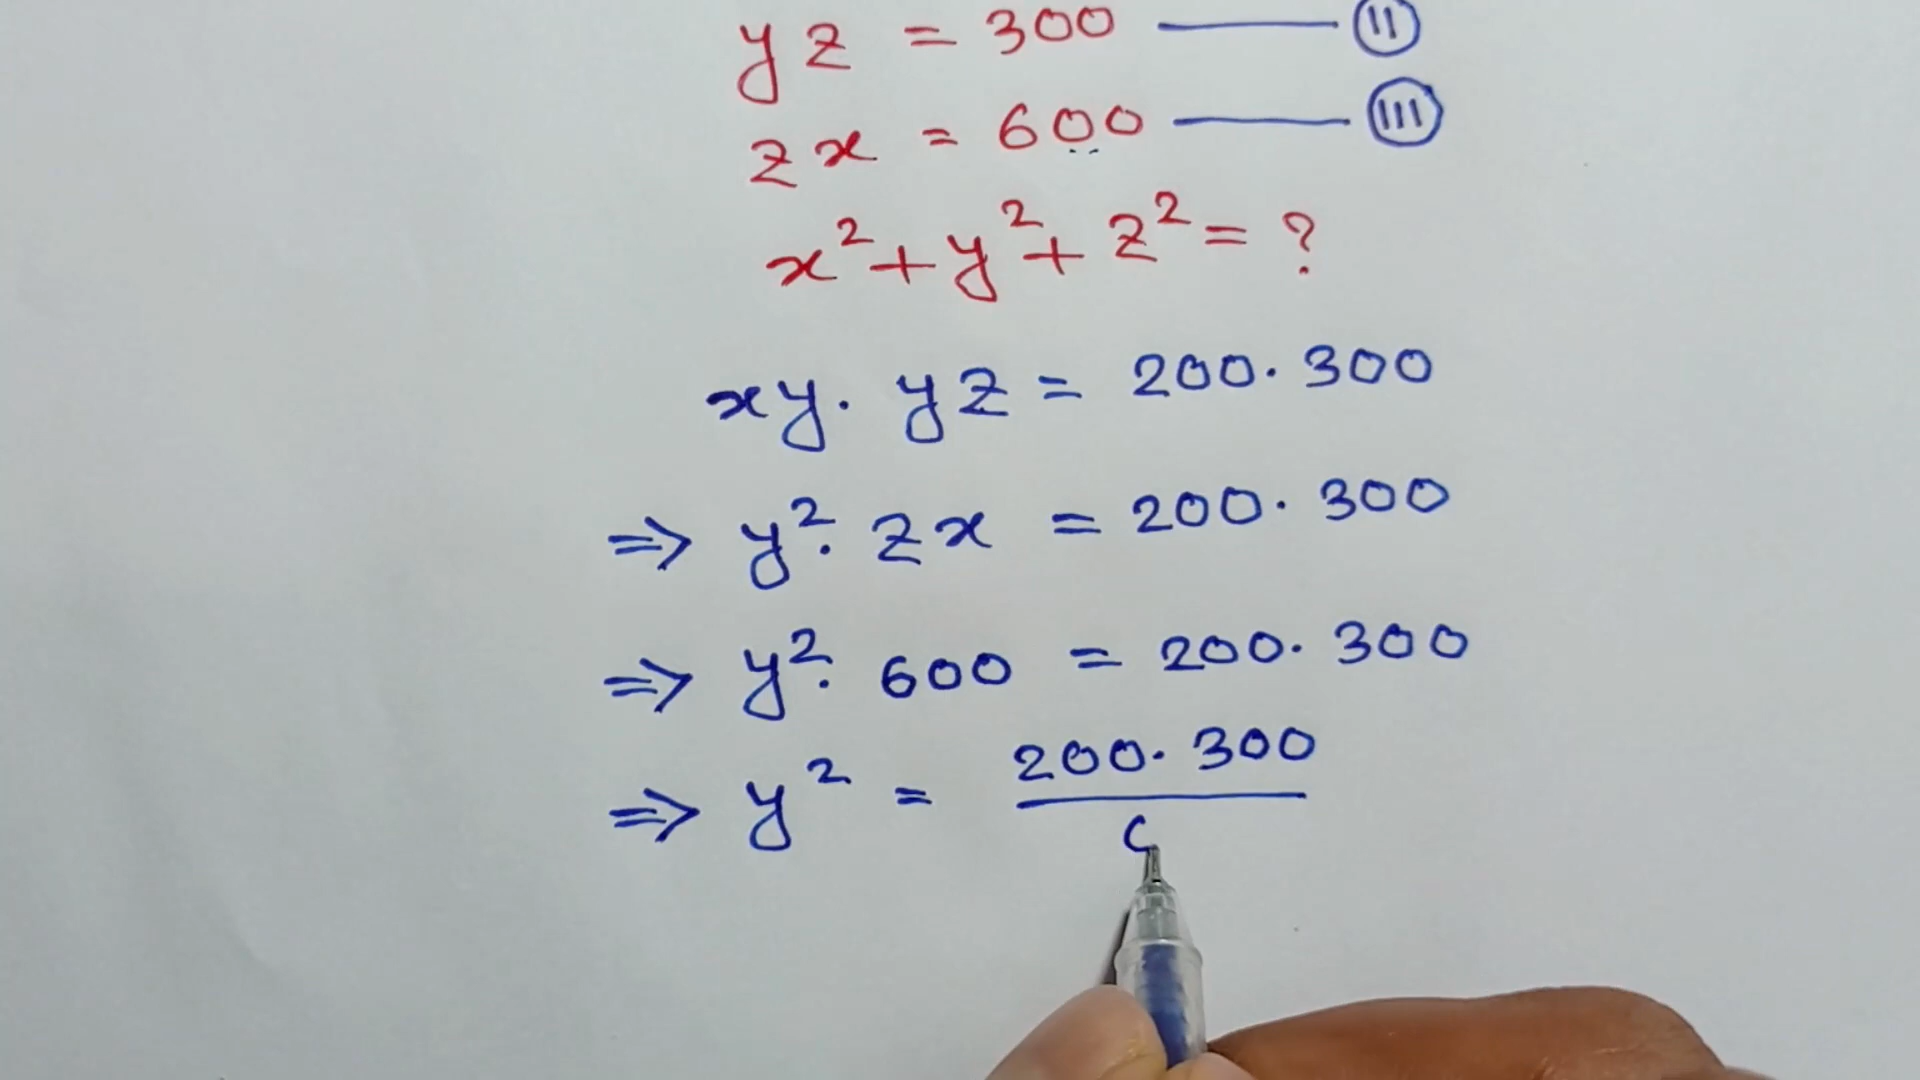 yz = 300 — II
zx = 600 — III
x² + y² + z² = ?
xy. yz = 200. 300
⇒ y². zx = 200. 300
⇒ y². 600 = 200. 300
⇒ y² = 200. 300 /